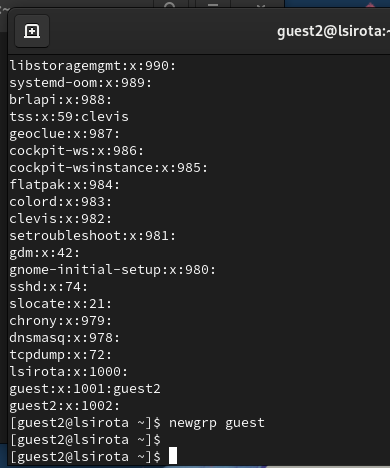 guest2@lsirota:~
libstoragemgmt:x:990:
systemd-oom:x:989:
brlapi:x:988:
tss:x:59:clevis
geoclue:x:987:
cockpit-ws:x:986:
cockpit-wsinstance:x:985:
flatpak:x:984:
colord:x:983:
clevis:x:982:
setroubleshoot:x:981:
gdm:x:42:
gnome-initial-setup:x:980:
sshd:x:74:
slocate:x:21:
chrony:x:979:
dnsmasq:x:978:
tcpdump:x:72:
lsirota:x:1000:
guest:x:1001:guest2
guest2:x:1002:
[guest2@lsirota ~]$ newgrp guest
[guest2@lsirota ~]$
[guest2@lsirota ~]$